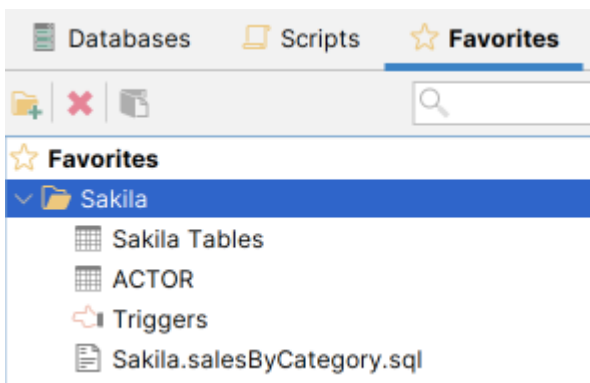 Databases Scripts Favorites
Favorites
Sakila
Sakila Tables
ACTOR
Triggers
Sakila.salesByCategory.sql